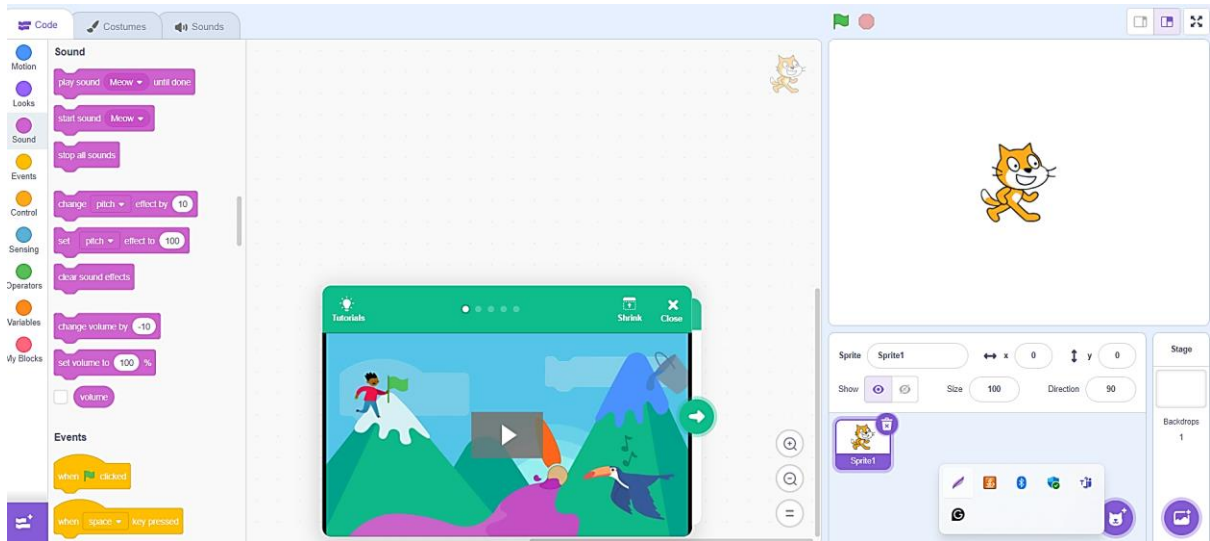 Code
Costumes
Sounds
Motion
Looks
Sound
Events
Control
Sensing
Operators
Variables
My Blocks
Sound
play sound Meow until done
start sound Meow
stop all sounds
change pitch effect by 10
set pitch effect to 100
clear sound effects
change volume by -10
set volume to 100 %
volume
Events
when clicked
when space key pressed
Tutorials
Shrink
Close
Sprite Sprite1 x 0 y 0
Show Size 100 Direction 90
Sprite1
Stage
Backdrops
1